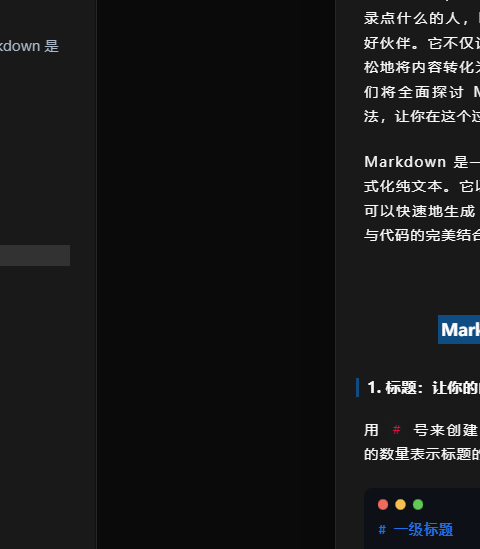 kdown 是
录点什么的人，
好伙伴。它不仅
松地将内容转化
们将全面探讨
法，让你在这个
Markdown 是一
式化纯文本。它
可以快速地生成
与代码的完美结
Mark
1. 标题：让你的
用 # 号来创建
的数量表示标题
# 一级标题